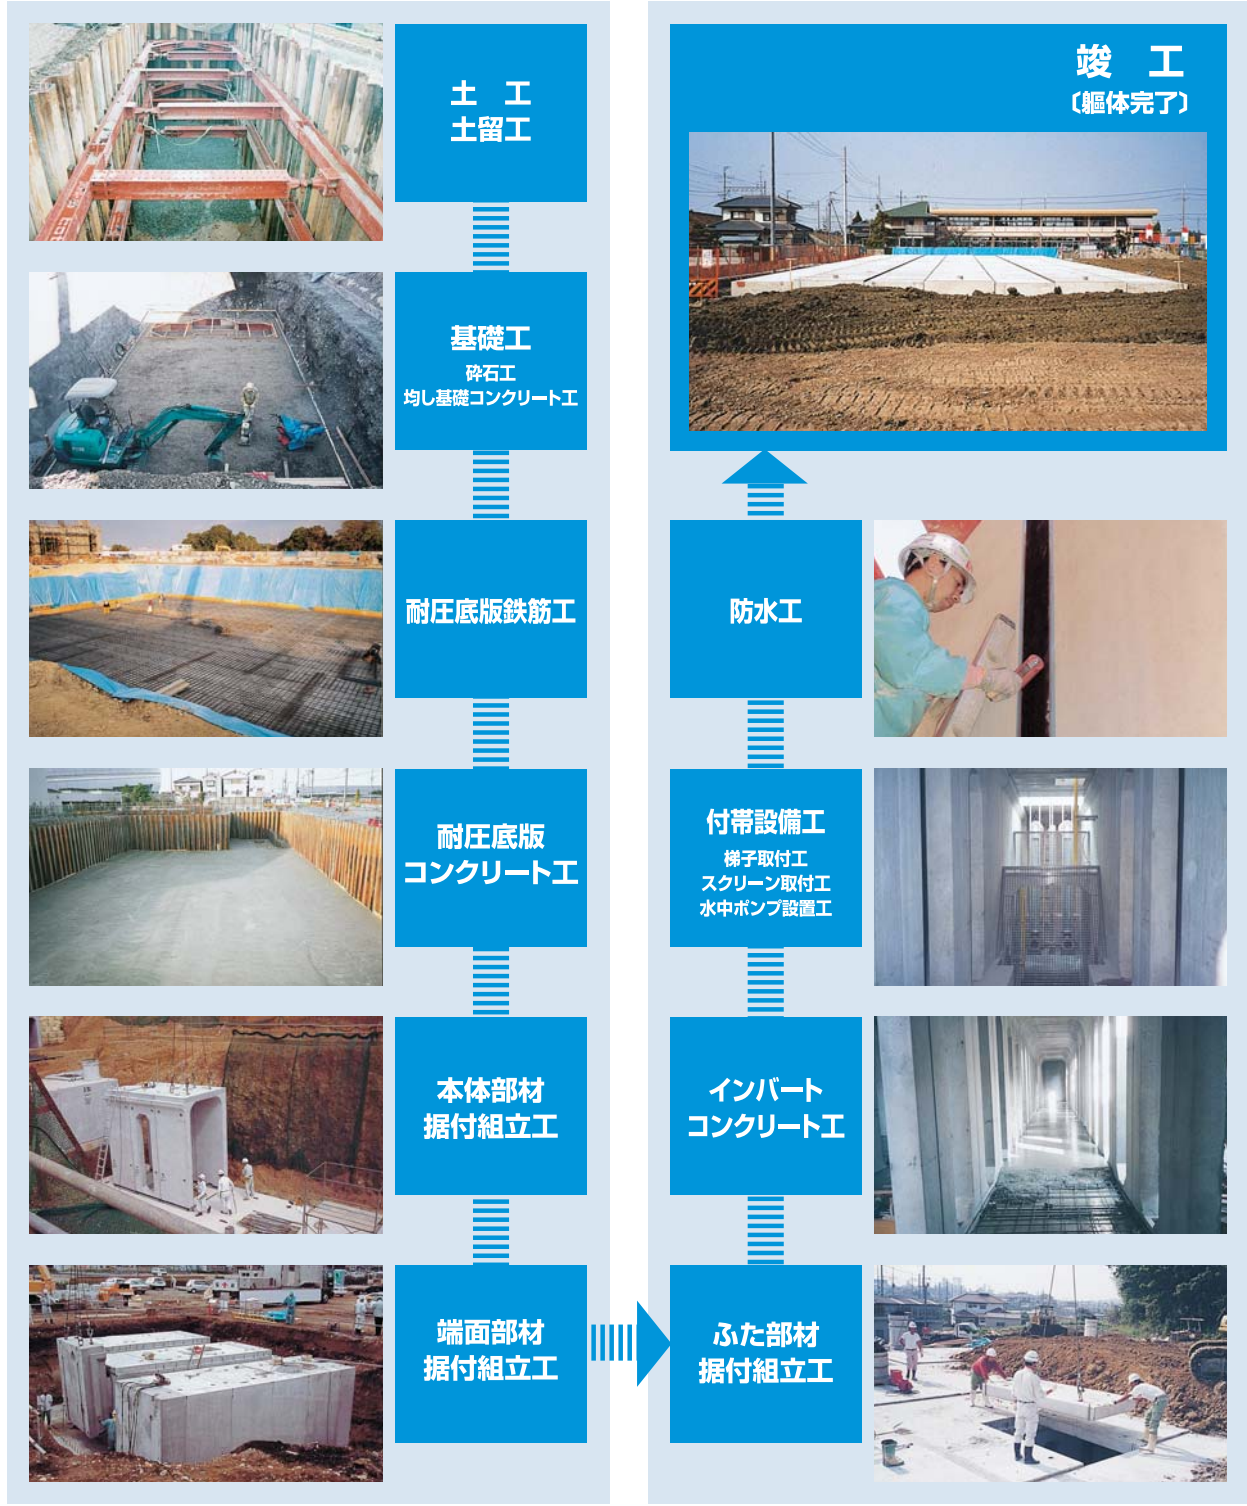 土　工
土留工
基礎工
砕石工
均し基礎コンクリート工
耐圧底版鉄筋工
耐圧底版
コンクリート工
本体部材
据付組立工
端面部材
据付組立工
ふた部材
据付組立工
インバート
コンクリート工
付帯設備工
梯子取付工
スクリーン取付工
水中ポンプ設置工
防水工
竣　工
〔軀体完了〕